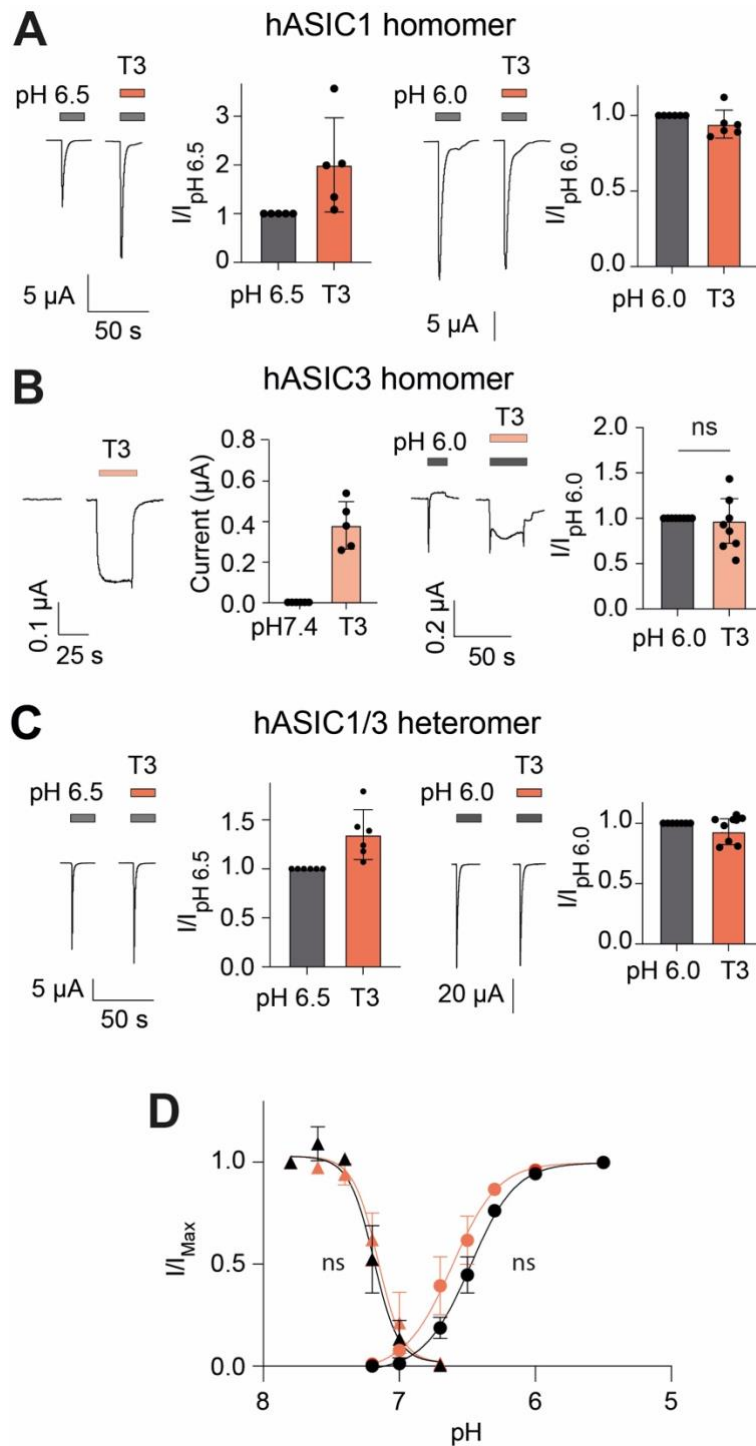 A
hASIC1 homomer
pH 6.5
T3
I/I pH 6.5
3
2
1
0
pH 6.5 T3
5 µA
50 s
pH 6.0
T3
I/I pH 6.0
1.0
0.5
0.0
pH 6.0 T3
5 µA
B
hASIC3 homomer
T3
0.1 µA
25 s
Current (µA)
0.8
0.6
0.4
0.2
0.0
pH7.4 T3
pH 6.0
T3
0.2 µA
50 s
I/I pH 6.0
2.0
1.5
1.0
0.5
0.0
ns
pH 6.0 T3
C
hASIC1/3 heteromer
pH 6.5
T3
5 µA
50 s
I/I pH 6.5
1.5
1.0
0.5
0.0
pH 6.5 T3
pH 6.0
T3
20 µA
I/I pH 6.0
1.0
0.5
0.0
pH 6.0 T3
D
I/I Max
1.0
0.5
0.0
ns
ns
8 7 6 5
pH